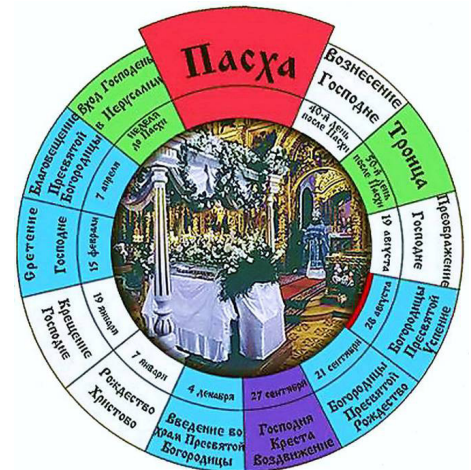 Пасха
Вознесение
Господне
40-й день
после Пасхи
Троица
50-й день
после Пасхи
Преображение
Господне
19 августа
28 августа
Богородицы
Пресвятой
Успение
21 сентября
Богородицы
Пресвятой
Рождество
27 сентября
Господня
Креста
Воздвижение
4 декабря
Введение во
храм Пресвятой
Богородицы
7 января
Рождество
Христово
19 января
Крещение
Господне
Сретение
Господне
15 февраля
Благовещение
Пресвятой
Богородицы
7 апреля
Вход Господень
в Иерусалим
неделя
до Пасхи